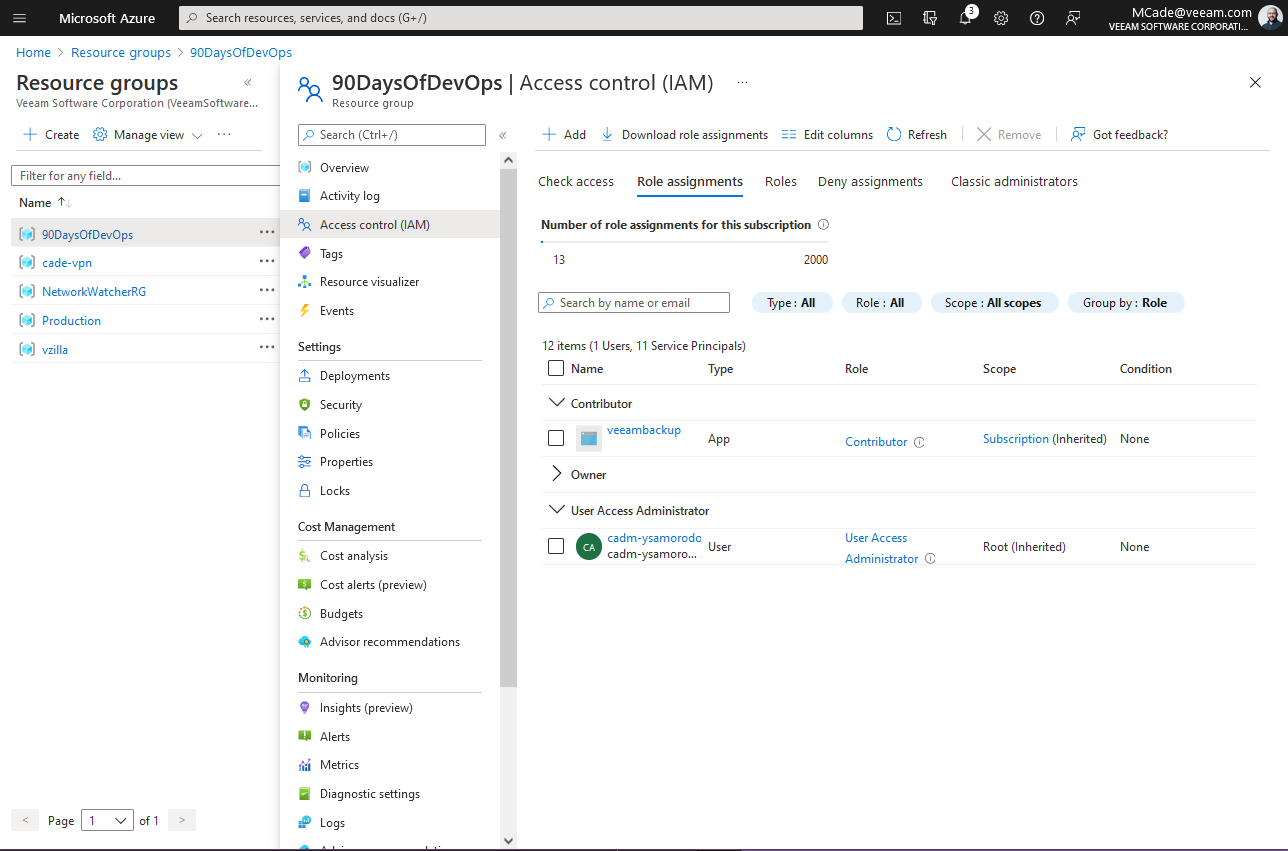 Microsoft Azure
Search resources, services, and docs (G+/)
3
MCade@veeam.com
VEEAM SOFTWARE CORPORATI...
Home > Resource groups > 90DaysOfDevOps
Resource groups
Veeam Software Corporation (VeeamSoftware...
Create
Manage view
Filter for any field...
Name
90DaysOfDevOps
cade-vpn
NetworkWatcherRG
Production
vzilla
< Page 1 of 1 >
90DaysOfDevOps | Access control (IAM)
Resource group
Search (Ctrl+/)
Overview
Activity log
Access control (IAM)
Tags
Resource visualizer
Events
Settings
Deployments
Security
Policies
Properties
Locks
Cost Management
Cost analysis
Cost alerts (preview)
Budgets
Advisor recommendations
Monitoring
Insights (preview)
Alerts
Metrics
Diagnostic settings
Logs
Add Download role assignments Edit columns Refresh Remove Got feedback?
Check access Role assignments Roles Deny assignments Classic administrators
Number of role assignments for this subscription
13 2000
Search by name or email Type : All Role : All Scope : All scopes Group by : Role
12 items (1 Users, 11 Service Principals)
Name Type Role Scope Condition
Contributor
veeambackup App Contributor Subscription (Inherited) None
Owner
User Access Administrator
CA cadm-ysamorodo User User Access Root (Inherited) None
cadm-ysamoro... Administrator